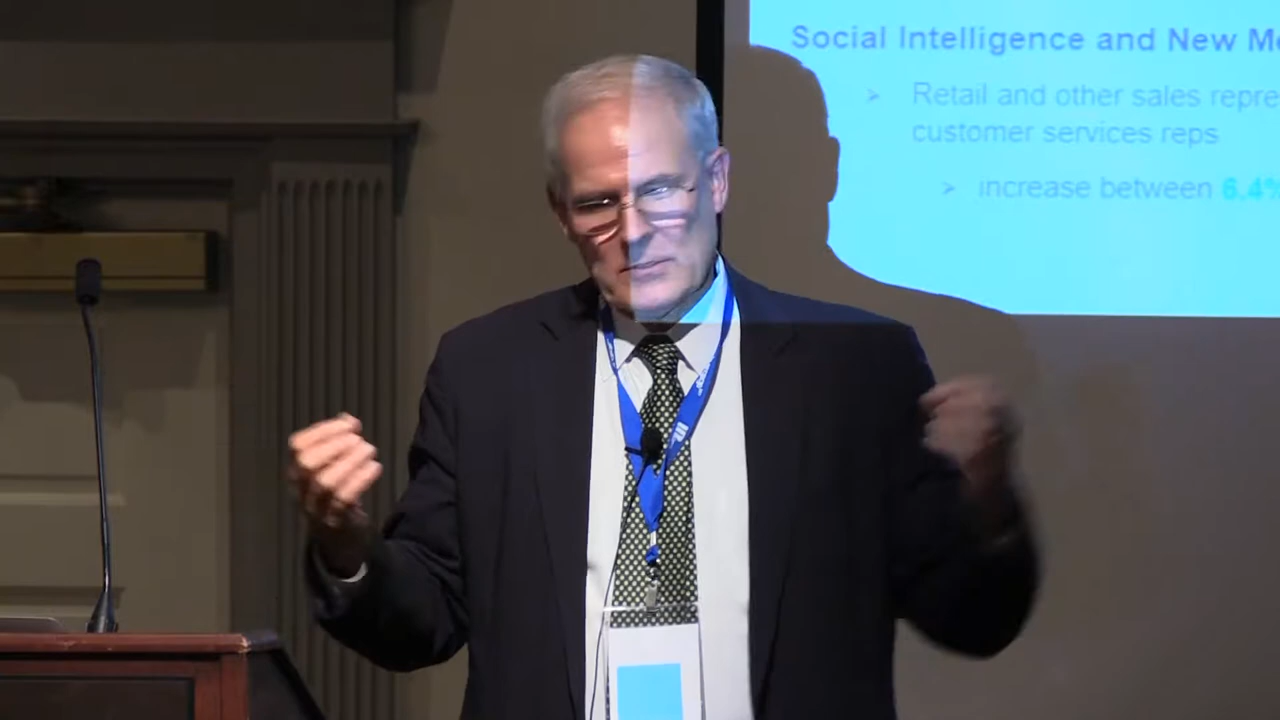 Social Intelligence and New
Retail and other sales
customer services reps
increase between 6.4%